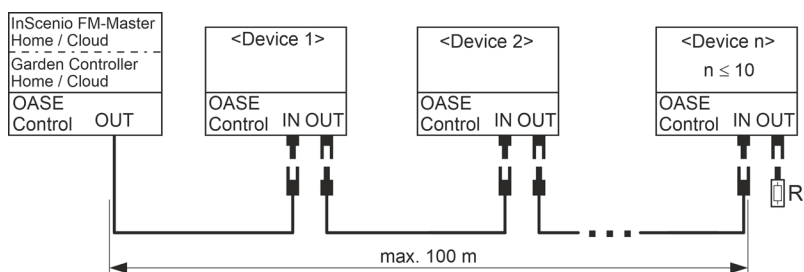 InScenio FM-Master
Home / Cloud
Garden Controller
Home / Cloud
OASE
Control OUT
<Device 1>
OASE
Control IN OUT
<Device 2>
OASE
Control IN OUT
<Device n>
n ≤ 10
OASE
Control IN OUT
R
max. 100 m